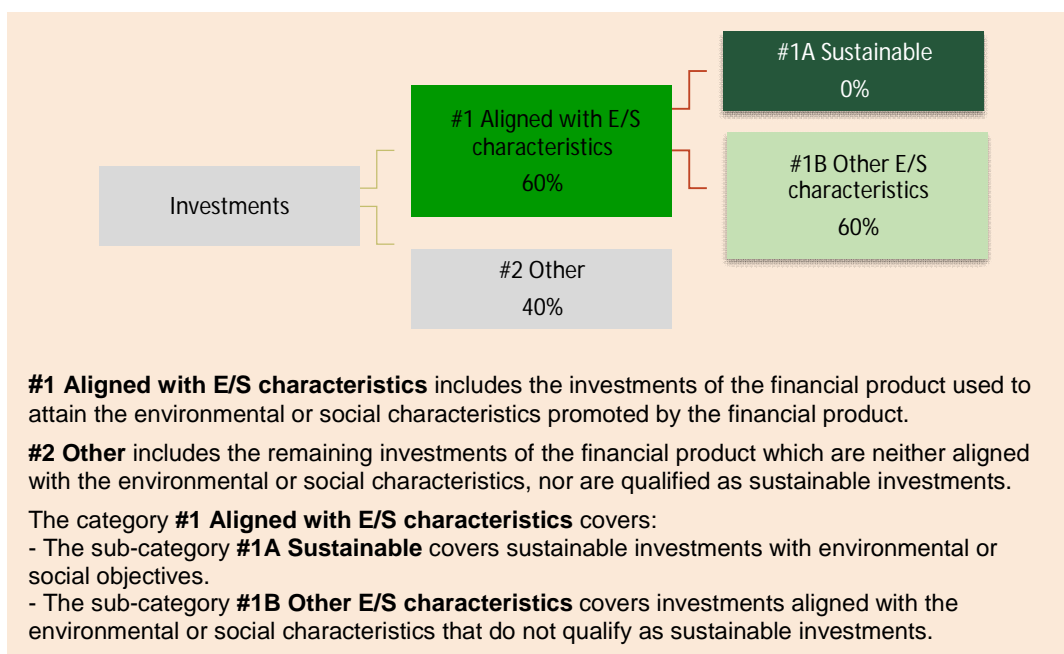 #1A Sustainable
0%
#1 Aligned with E/S
characteristics
60%
#1B Other E/S
characteristics
60%
Investments
#2 Other
40%
#1 Aligned with E/S characteristics includes the investments of the financial product used to
attain the environmental or social characteristics promoted by the financial product.
#2 Other includes the remaining investments of the financial product which are neither aligned
with the environmental or social characteristics, nor are qualified as sustainable investments.
The category #1 Aligned with E/S characteristics covers:
- The sub-category #1A Sustainable covers sustainable investments with environmental or
social objectives.
- The sub-category #1B Other E/S characteristics covers investments aligned with the
environmental or social characteristics that do not qualify as sustainable investments.